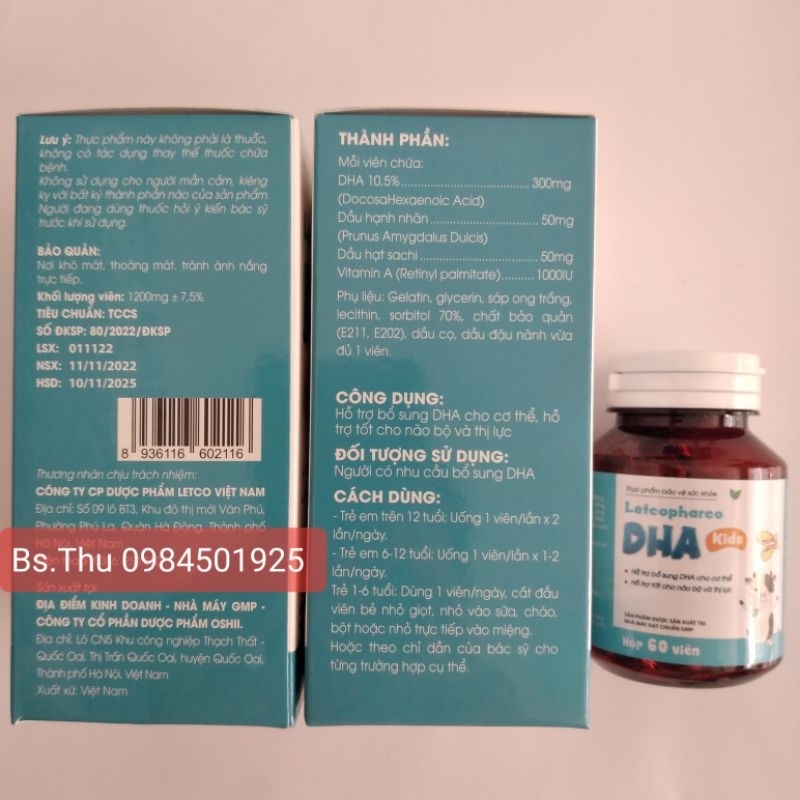 Lưu ý: Thực phẩm này không phải là thuốc,
không có tác dụng thay thế thuốc chữa
bệnh.
Không sử dụng cho người mẫn cảm, kiêng
kỵ với bất kỳ thành phần nào của sản phẩm.
Người đang dùng thuốc hỏi ý kiến bác sỹ
trước khi sử dụng.
BẢO QUẢN:
Nơi khô mát, thoáng mát. tránh ánh nắng
trực tiếp.
Khối lượng viên: 1200mg ± 7,5%
TIÊU CHUẨN: TCCS
SỐ ĐKSP: 80/2022/ĐKSP
LSX: 011122
NSX: 11/11/2022
HSD: 10/11/2025
8 936116 602116
Thương nhân chịu trách nhiệm:
CÔNG TY CP DƯỢC PHẨM LETCO VIỆT NAM
Địa chỉ: Số 09 lô BT3, Khu đô thị mới Văn Phú,
Phường Phú La, Quận Hà Đông, Thành phố
Hà Nội, Việt Nam
Bs.Thu 0984501925
Sản xuất tại:
ĐỊA ĐIỂM KINH DOANH - NHÀ MÁY GMP -
CÔNG TY CỔ PHẦN DƯỢC PHẨM OSHII.
Địa chỉ: Lô CN5 Khu công nghiệp Thạch Thất -
Quốc Oai, Thị Trấn Quốc Oai, huyện Quốc Oai,
Thành phố Hà Nội, Việt Nam
Xuất xứ: Việt Nam
THÀNH PHẦN:
Mỗi viên chứa:
DHA 10,5% 300mg
(DocosaHexaenoic Acid)
Dầu hạnh nhân 50mg
(Prunus Amygdalus Dulcis)
Dầu hạt sachi 50mg
Vitamin A (Retinyl palmitate) 1000IU
Phụ liệu: Gelatin, glycerin, sáp ong trắng,
lecithin, sorbitol 70%, chất bảo quản
(E211, E202), dầu cọ, dầu đậu nành vừa
đủ 1 viên.
CÔNG DỤNG:
Hỗ trợ bổ sung DHA cho cơ thể, hỗ
trợ tốt cho não bộ và thị lực
ĐỐI TƯỢNG SỬ DỤNG:
Người có nhu cầu bổ sung DHA
CÁCH DÙNG:
- Trẻ em trên 12 tuổi: Uống 1 viên/lần x 2
lần/ngày.
- Trẻ em 6-12 tuổi: Uống 1 viên/lần x 1-2
lần/ngày.
Trẻ 1-6 tuổi: Dùng 1 viên/ngày, cắt đầu
viên bé nhỏ giọt, nhỏ vào sữa, cháo,
bột hoặc nhỏ trực tiếp vào miệng.
Hoặc theo chỉ dẫn của bác sỹ cho
từng trường hợp cụ thể.
Thực phẩm bảo vệ sức khỏe
Letcopharco
DHA Kids
• Hỗ trợ bổ sung DHA cho cơ thể
• Hỗ trợ tốt cho não bộ và thị lực
SẢN PHẨM ĐƯỢC SẢN XUẤT TẠI
NHÀ MÁY ĐẠT CHUẨN GMP
Hộp 60 viên